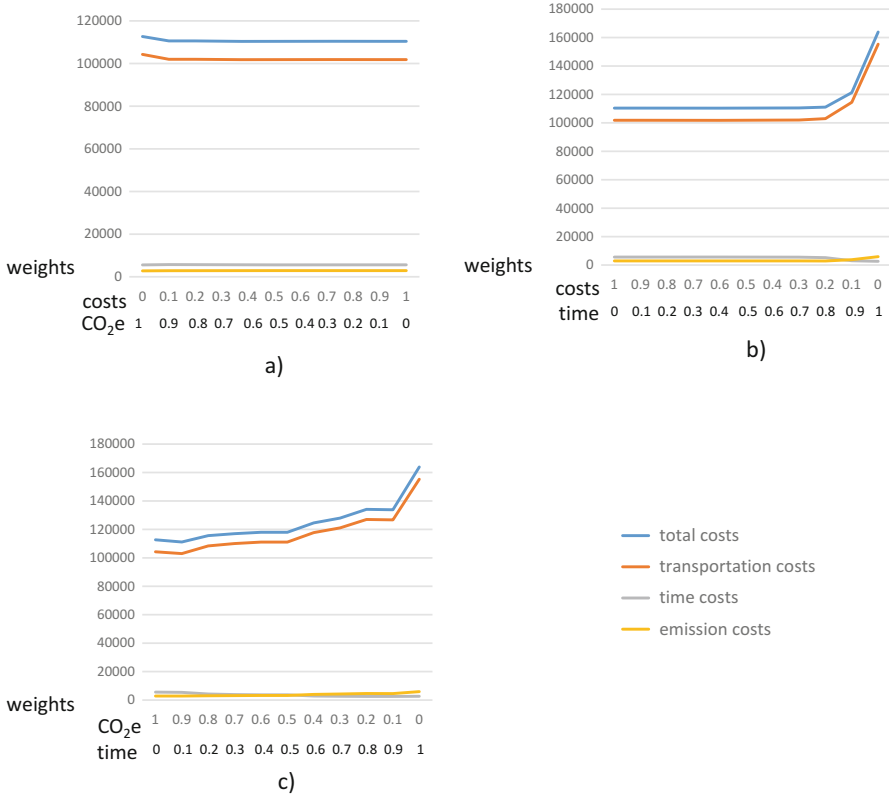 120000
100000
80000
60000
40000
20000
0
weights
costs 0 0.1 0.2 0.3 0.4 0.5 0.6 0.7 0.8 0.9 1
CO₂e 1 0.9 0.8 0.7 0.6 0.5 0.4 0.3 0.2 0.1 0
a)
180000
160000
140000
120000
100000
80000
60000
40000
20000
0
weights
costs 1 0.9 0.8 0.7 0.6 0.5 0.4 0.3 0.2 0.1 0
time 0 0.1 0.2 0.3 0.4 0.5 0.6 0.7 0.8 0.9 1
b)
180000
160000
140000
120000
100000
80000
60000
40000
20000
0
weights
CO₂e 1 0.9 0.8 0.7 0.6 0.5 0.4 0.3 0.2 0.1 0
time 0 0.1 0.2 0.3 0.4 0.5 0.6 0.7 0.8 0.9 1
c)
total costs
transportation costs
time costs
emission costs